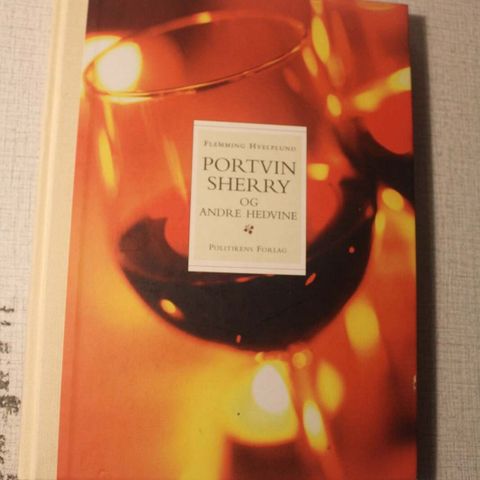 FLEMMING HVELPLUND
PORTVIN
SHERRY
OG
ANDRE HEDVINE
POLITIKENS FORLAG